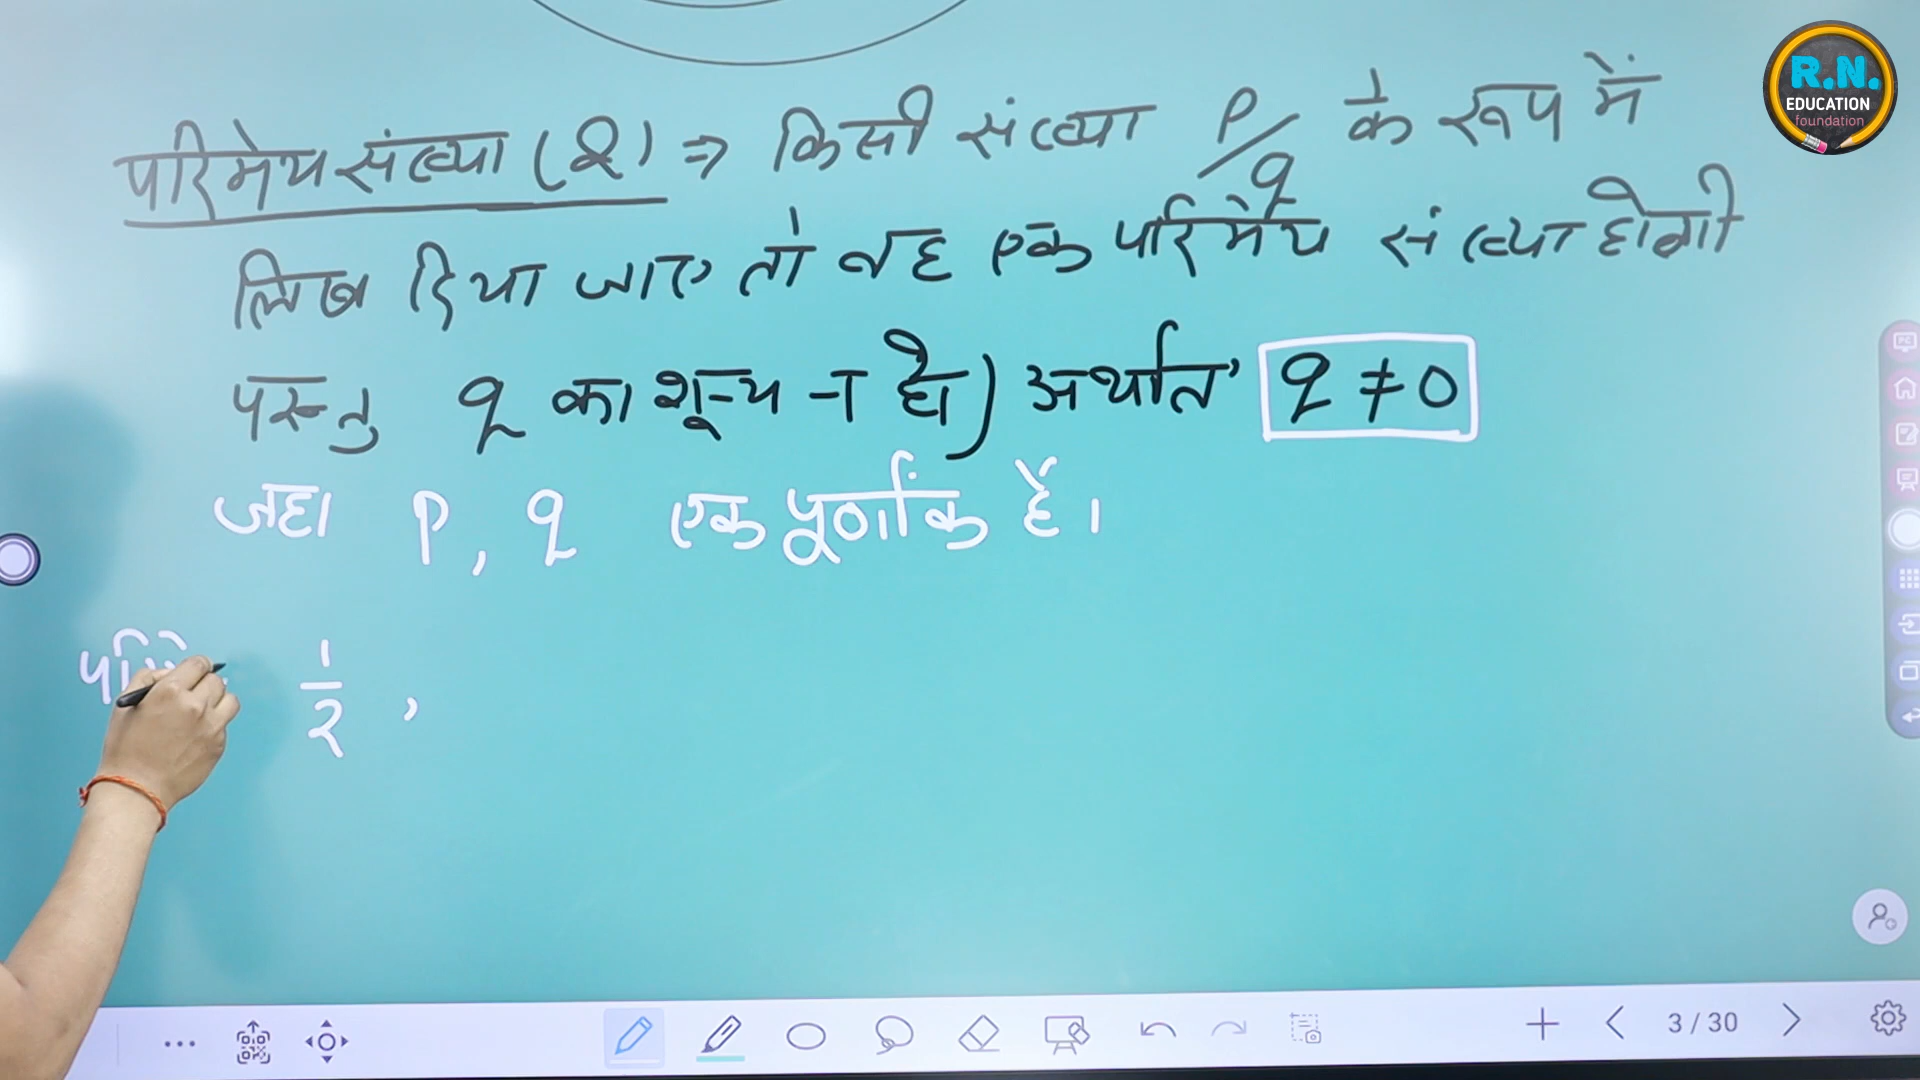 R.N.
EDUCATION
foundation
परिमेय संख्या (Q) ⇒ किसी संख्या P/q के रूप में
लिख दिया जाए तो वह एक परिमेय संख्या होगी
परन्तु q का शून्य न हो) अर्थात' q ≠ 0
जहा P, q एक पूर्णांक हैं।
1/2 ,
3 / 30